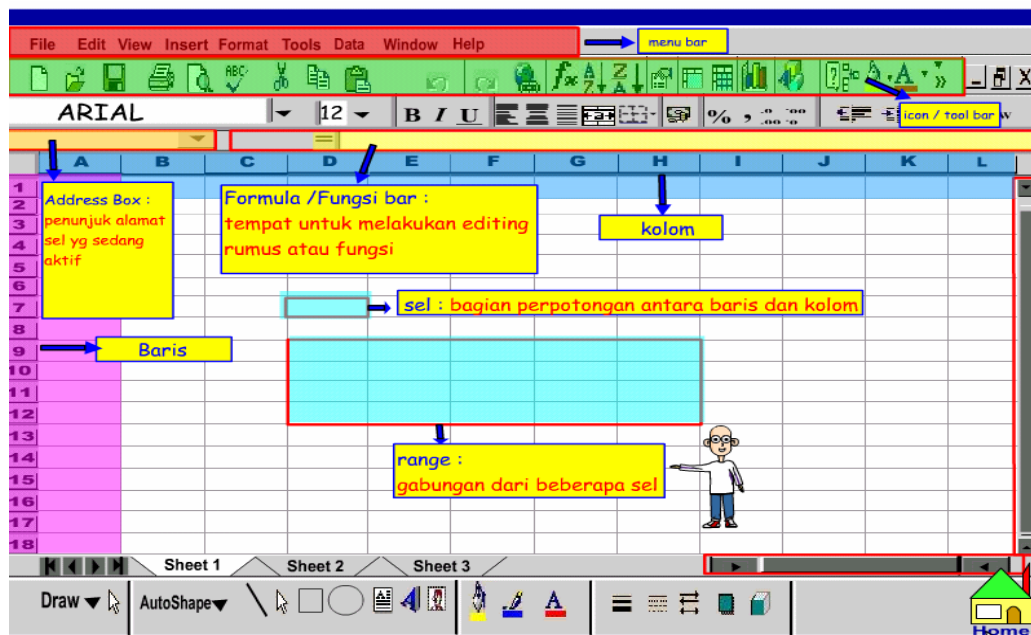 File Edit View Insert Format Tools Data Window Help
menu bar
ABC
ARIAL
12
B I U
% ,
icon / tool bar
=
A B C D E F G H I J K L
1
2
3
4
5
6
7
8
9
10
11
12
13
14
15
16
17
18
Address Box :
penunjuk alamat
sel yg sedang
aktif
Formula /Fungsi bar :
tempat untuk melakukan editing
rumus atau fungsi
kolom
sel : bagian perpotongan antara baris dan kolom
Baris
range :
gabungan dari beberapa sel
Sheet 1 Sheet 2 Sheet 3
Draw AutoShape
A
Home